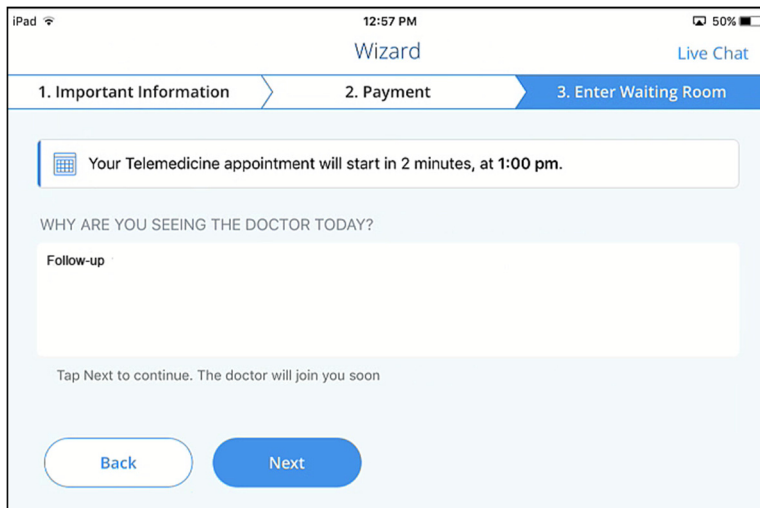 iPad 12:57 PM 50%
Wizard Live Chat
1. Important Information 2. Payment 3. Enter Waiting Room
Your Telemedicine appointment will start in 2 minutes, at 1:00 pm.
WHY ARE YOU SEEING THE DOCTOR TODAY?
Follow-up
Tap Next to continue. The doctor will join you soon
Back Next